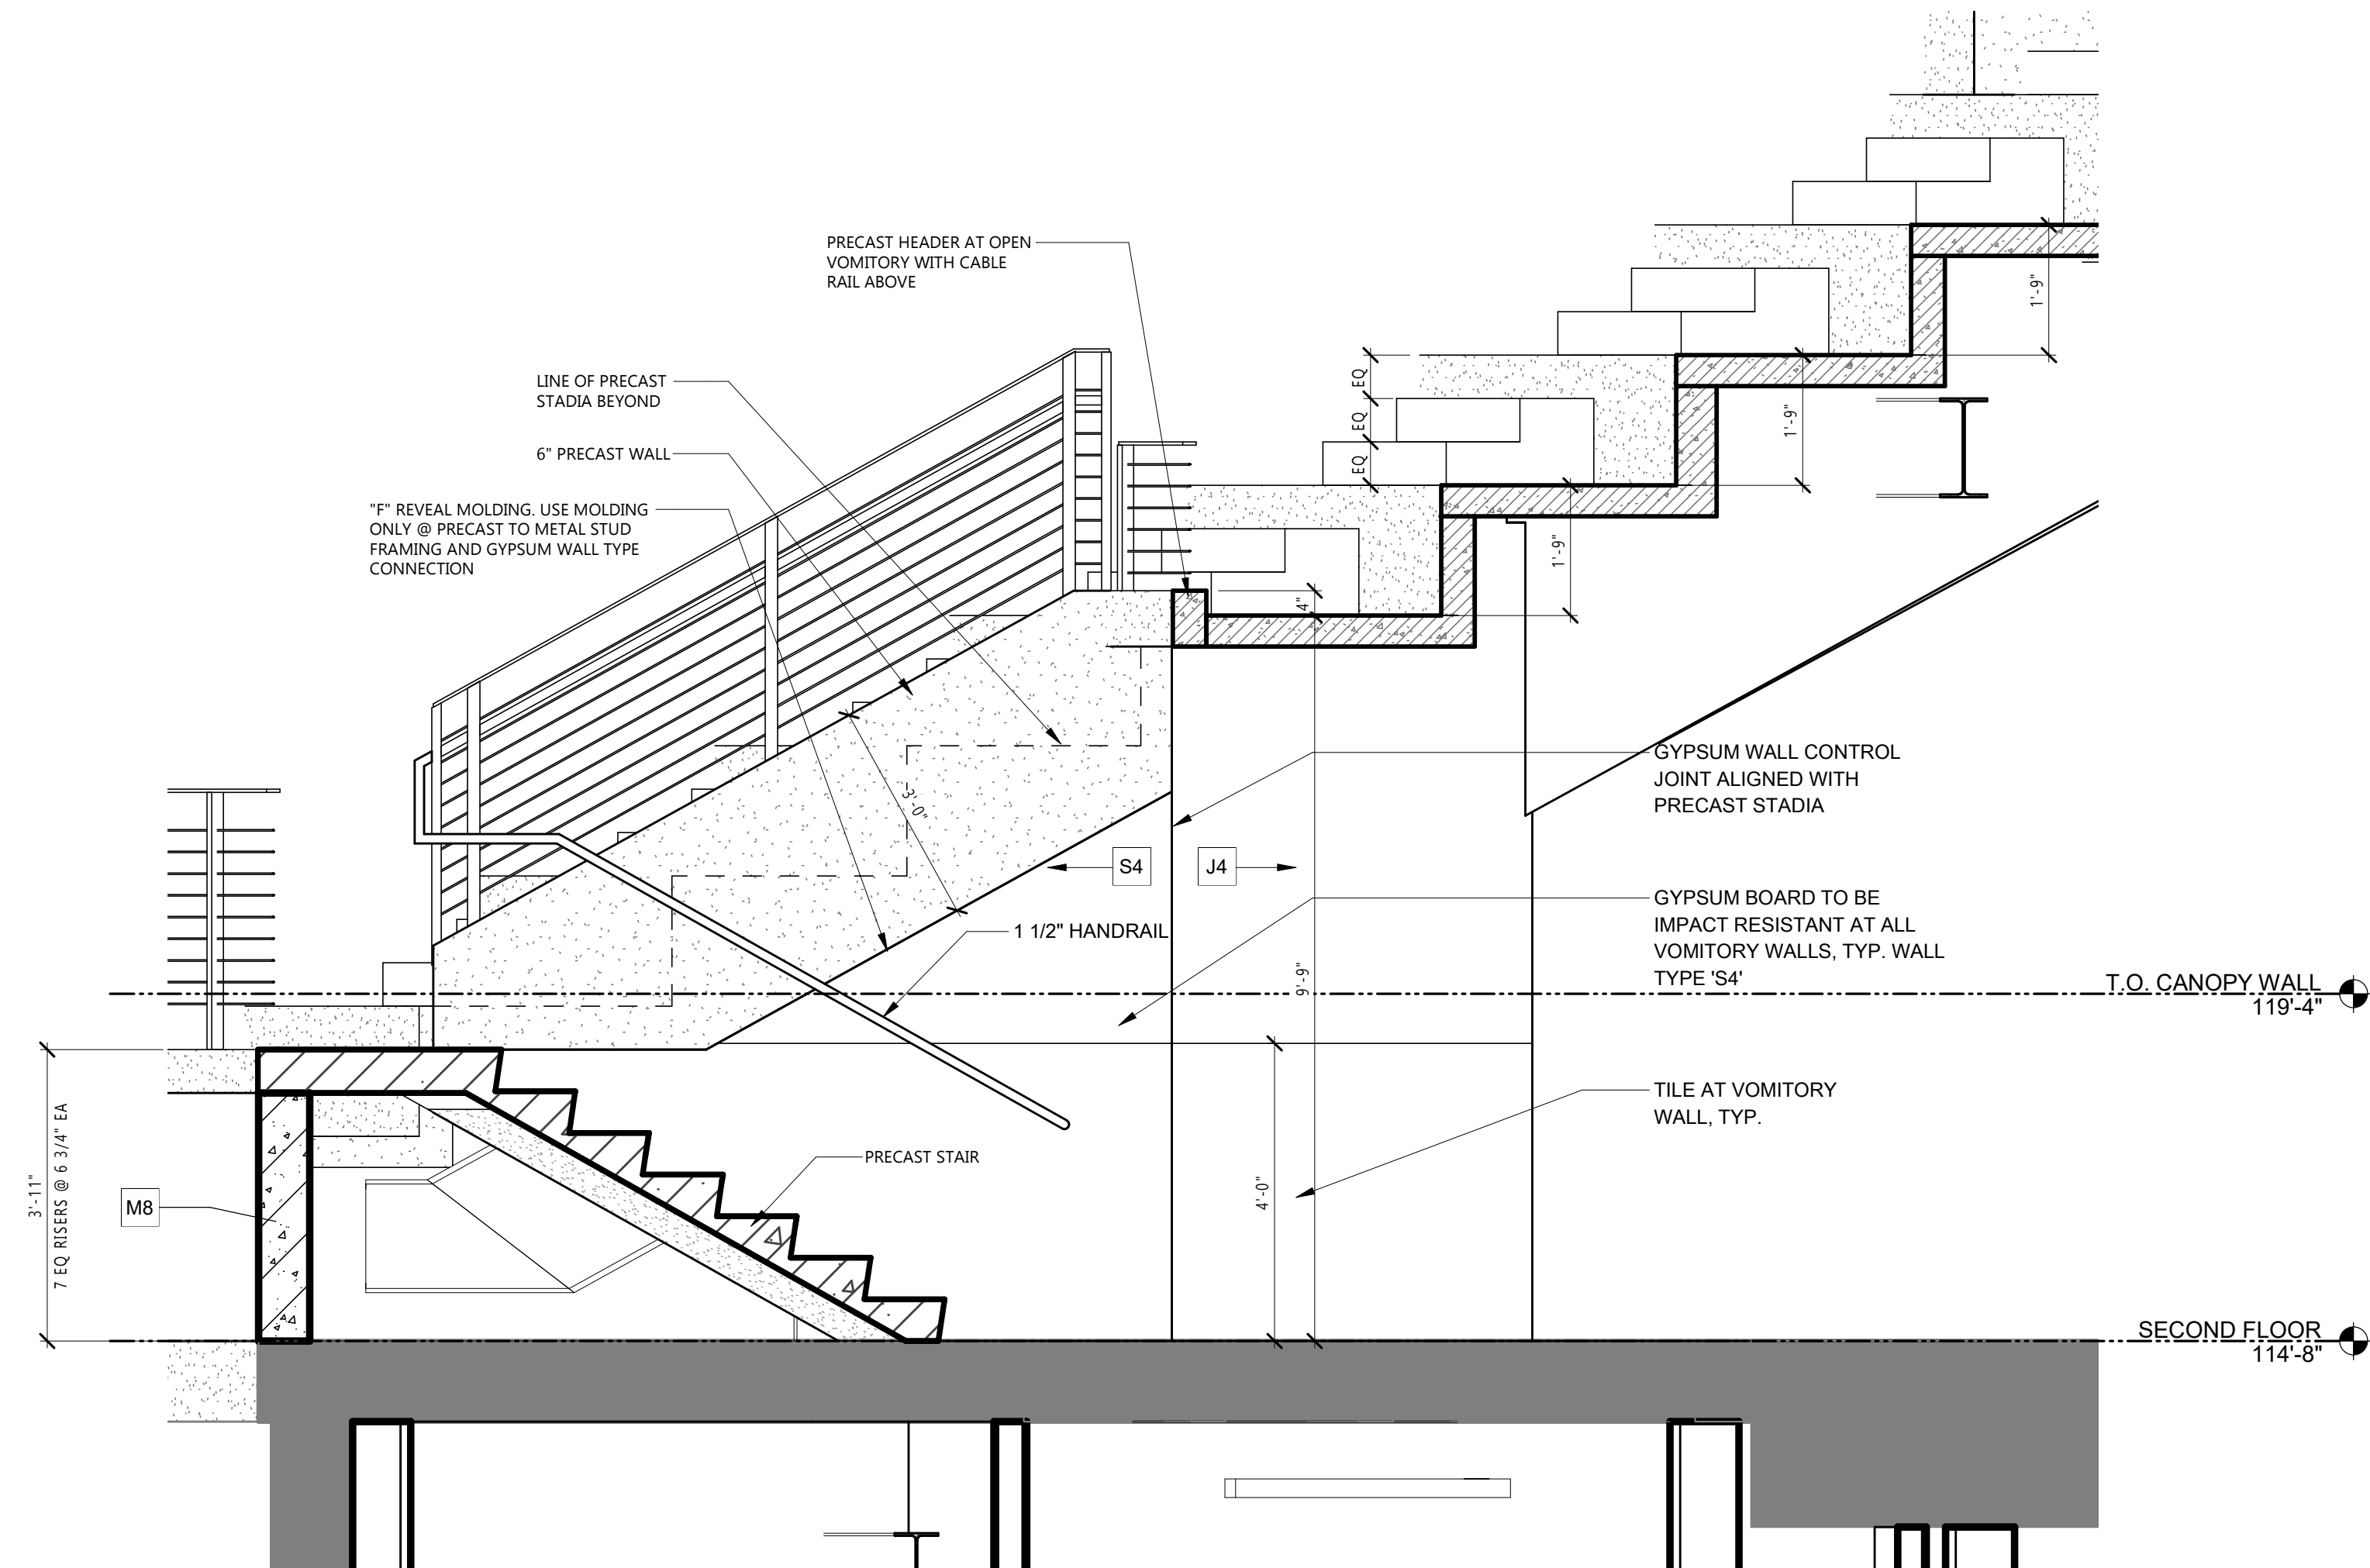 PRECAST HEADER AT OPEN
VOMITORY WITH CABLE
RAIL ABOVE
LINE OF PRECAST
STADIA BEYOND
6" PRECAST WALL
"F" REVEAL MOLDING. USE MOLDING
ONLY @ PRECAST TO METAL STUD
FRAMING AND GYPSUM WALL TYPE
CONNECTION
1'-9"
1'-9"
1'-9"
EQ
EQ
EQ
4"
3'-0"
GYPSUM WALL CONTROL
JOINT ALIGNED WITH
PRECAST STADIA
S4
J4
1 1/2" HANDRAIL
GYPSUM BOARD TO BE
IMPACT RESISTANT AT ALL
VOMITORY WALLS, TYP. WALL
TYPE 'S4'
9'-9"
T.O. CANOPY WALL
119'-4"
TILE AT VOMITORY
WALL, TYP.
4'-0"
PRECAST STAIR
3'-11"
7 EQ RISERS @ 6 3/4" EA
M8
SECOND FLOOR
114'-8"